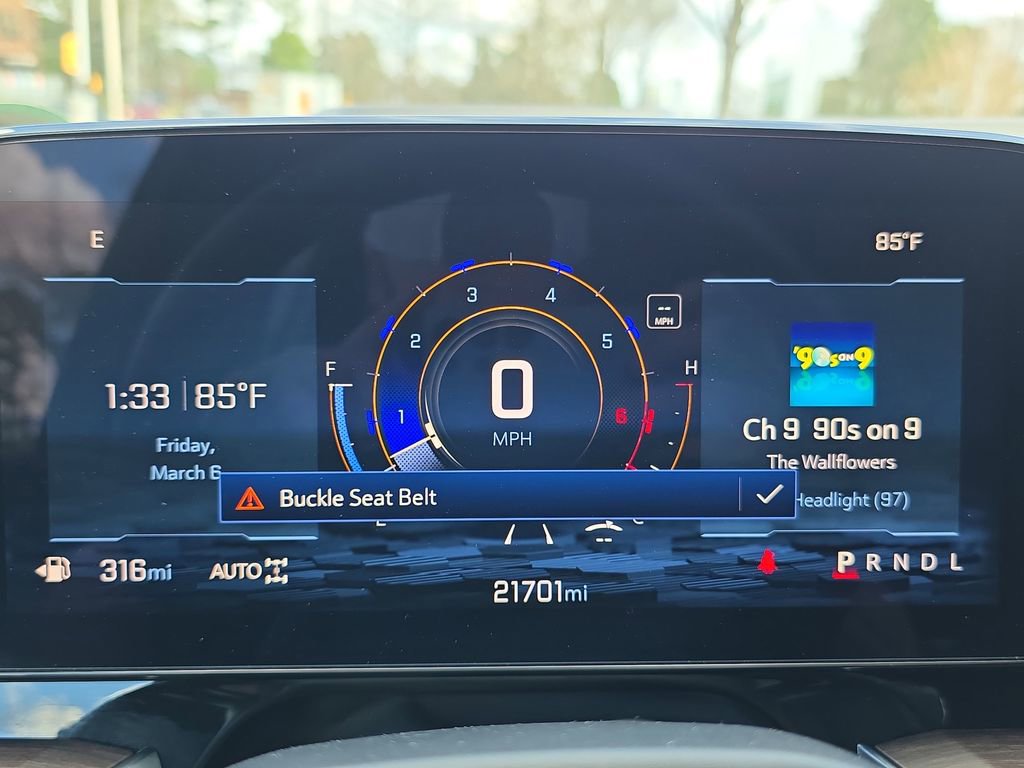 E
85°F
3 4
2 5
1 6
F
H
0
MPH
--
MPH
1:33 85°F
Friday,
March 6
'90s on 9
Ch 9 90s on 9
The Wallflowers
Headlight (97)
Buckle Seat Belt
316mi
AUTO
21701mi
--
P R N D L